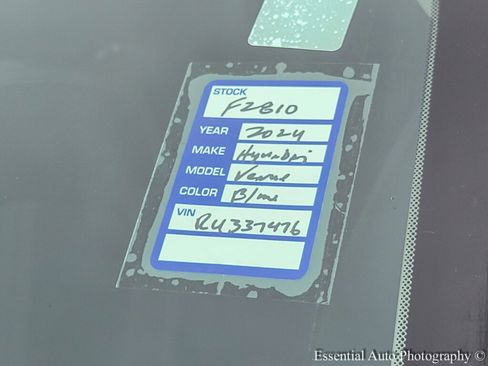 STOCK
F2810
YEAR 2024
MAKE Hyundai
MODEL Venue
COLOR Blue
VIN
RU337476
Essential Auto Photography ©